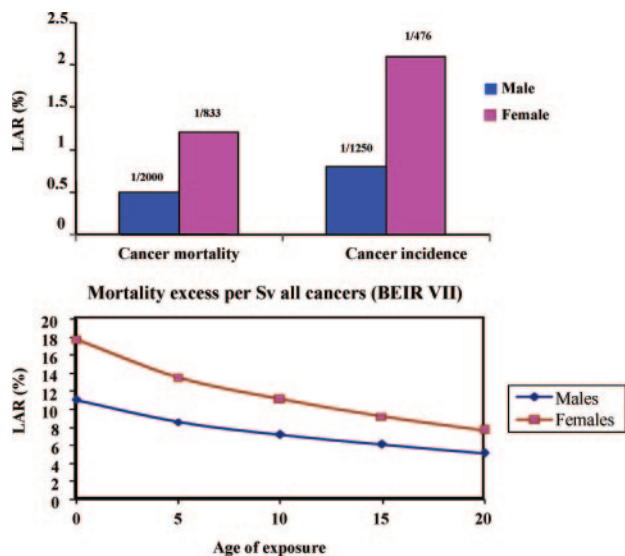 2.5
2
1.5
1
0.5
0
LAR (%)
1/2000
1/833
1/1250
1/476
Male
Female
Cancer mortality
Cancer incidence
Mortality excess per Sv all cancers (BEIR VII)
20
18
16
14
12
10
8
6
4
2
0
LAR (%)
0
5
10
15
20
Age of exposure
Males
Females